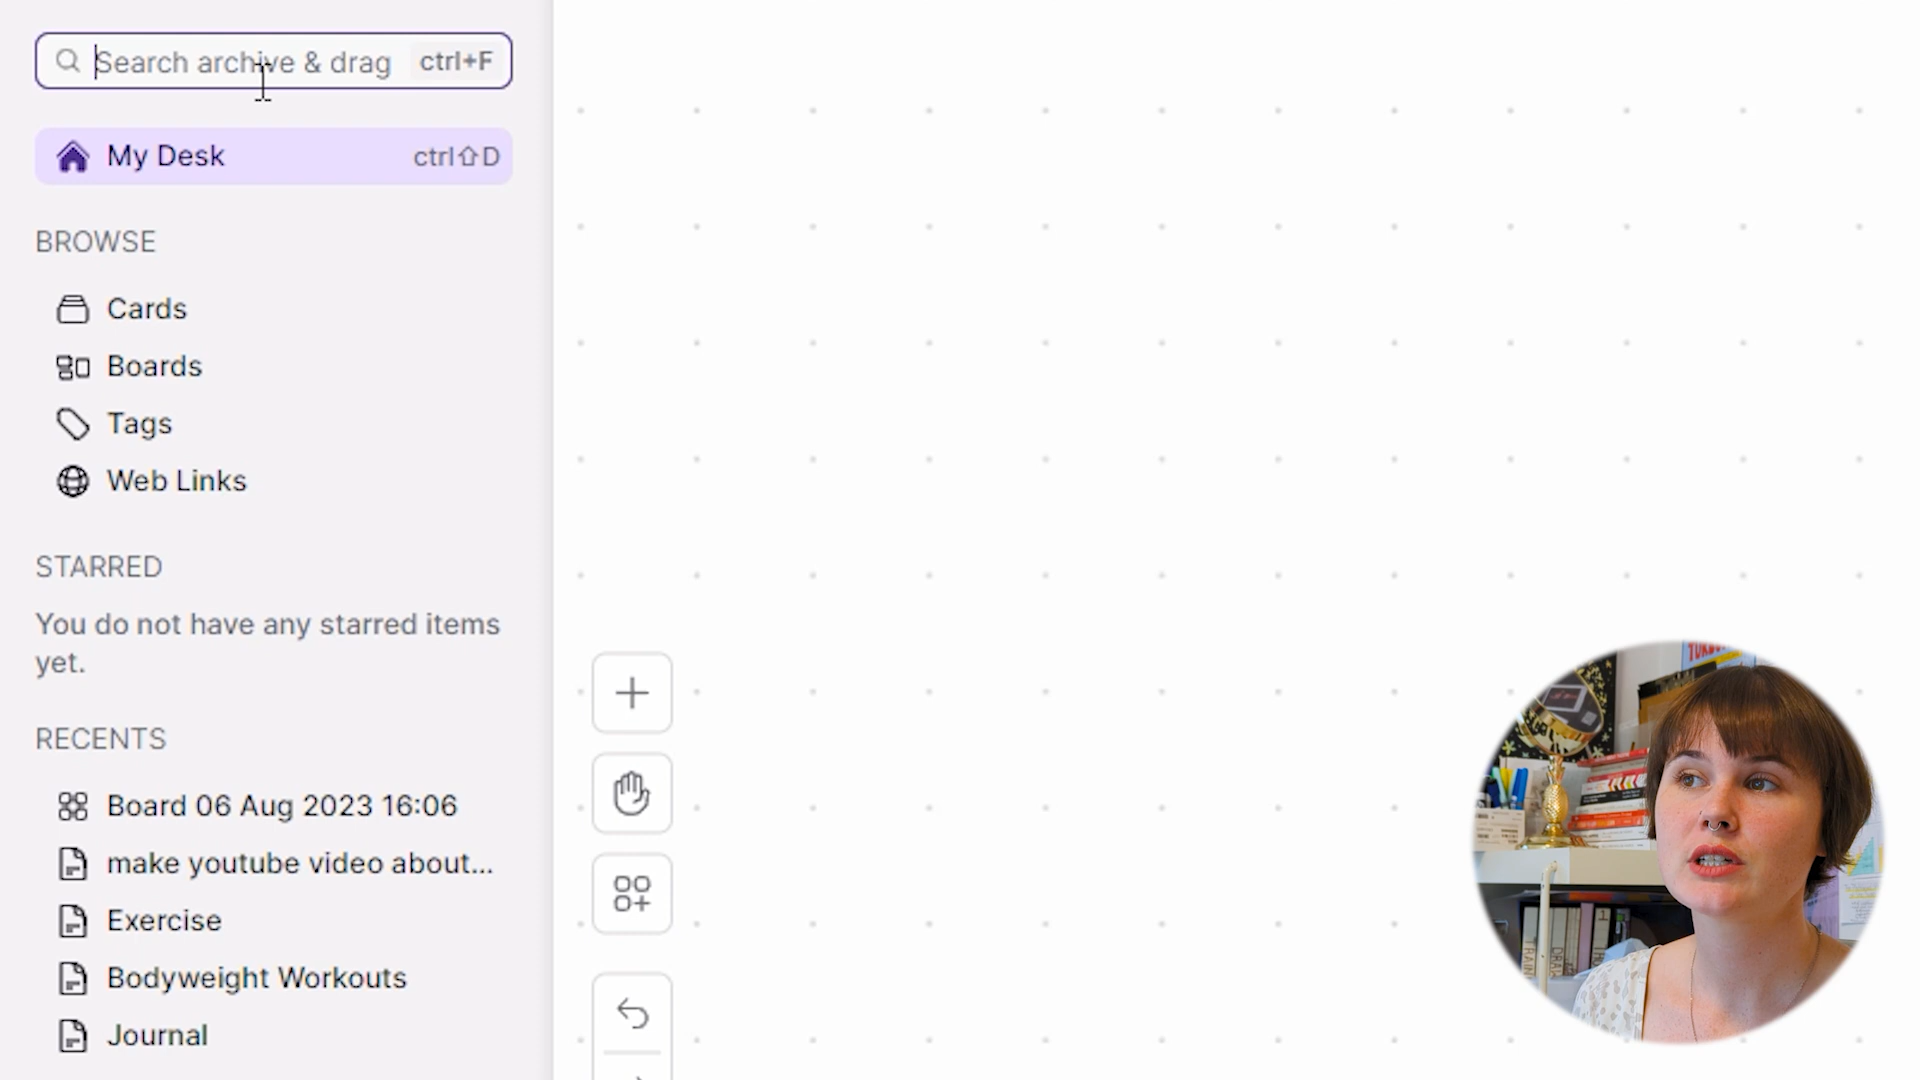 Search archive & drag ctrl+F
My Desk ctrl⇧D
BROWSE
Cards
Boards
Tags
Web Links
STARRED
You do not have any starred items
yet.
RECENTS
Board 06 Aug 2023 16:06
make youtube video about...
Exercise
Bodyweight Workouts
Journal